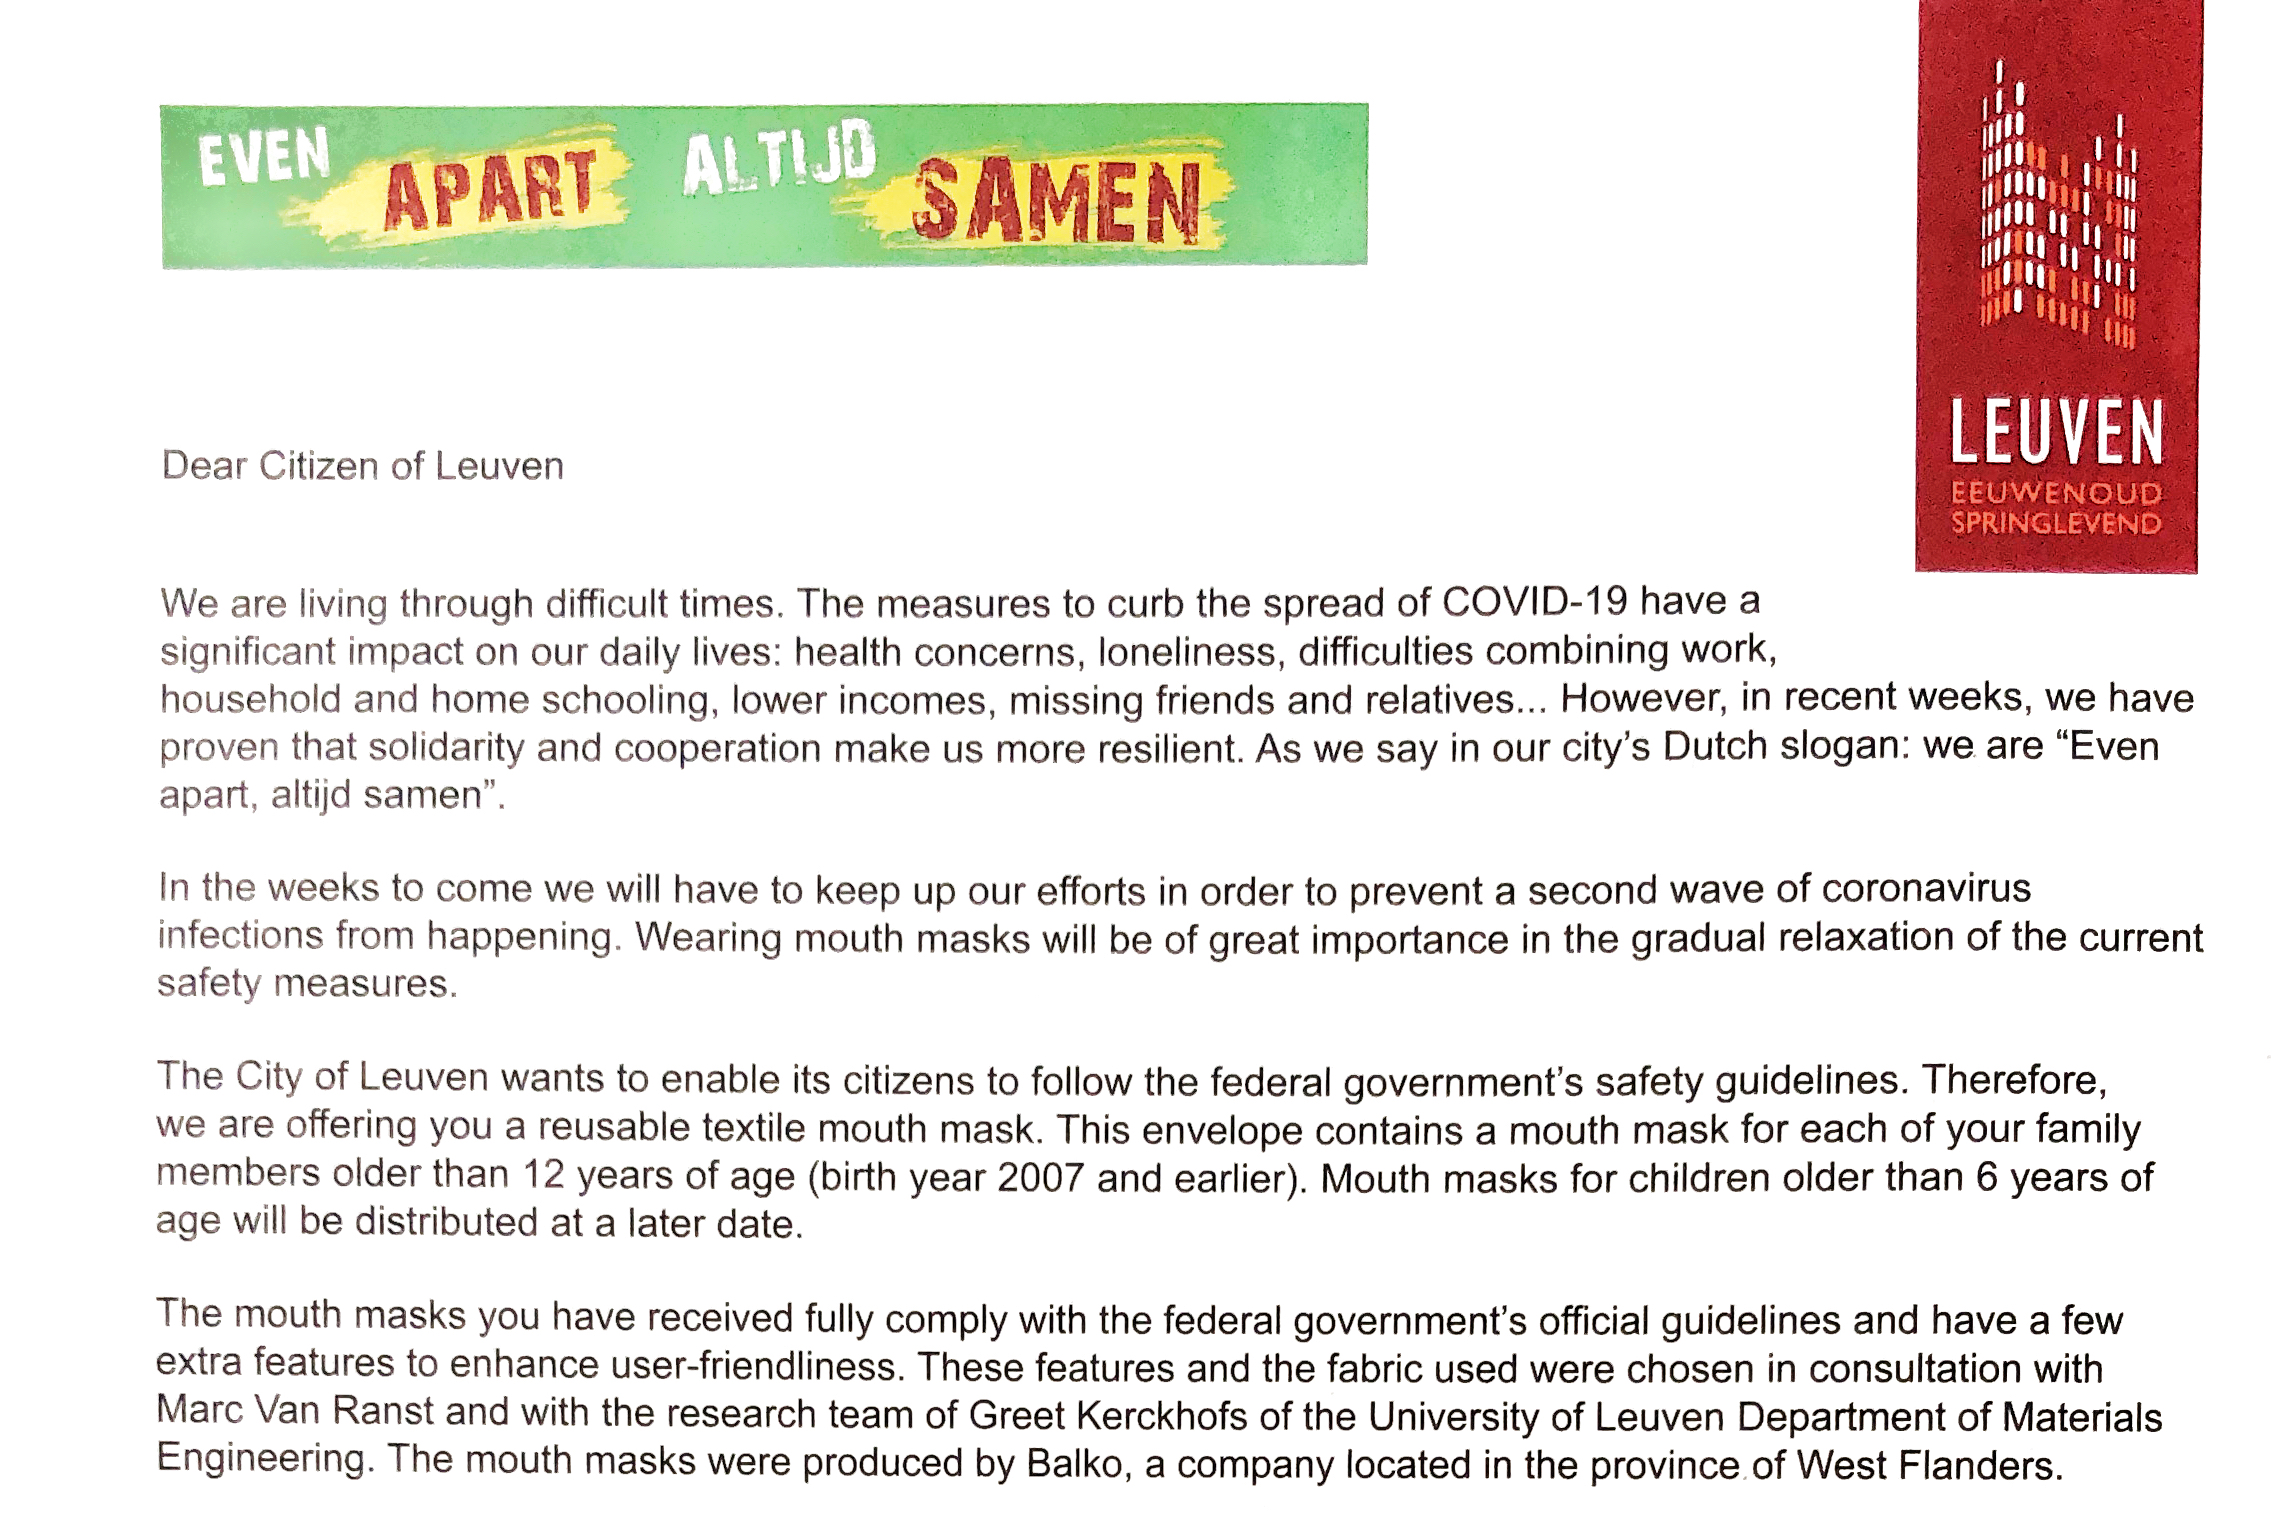 EVEN APART ALTIJD SAMEN
LEUVEN
EEUWENOUD
SPRINGLEVEND
Dear Citizen of Leuven
We are living through difficult times. The measures to curb the spread of COVID-19 have a
significant impact on our daily lives: health concerns, loneliness, difficulties combining work,
household and home schooling, lower incomes, missing friends and relatives... However, in recent weeks, we have
proven that solidarity and cooperation make us more resilient. As we say in our city's Dutch slogan: we are “Even
apart, altijd samen”.
In the weeks to come we will have to keep up our efforts in order to prevent a second wave of coronavirus
infections from happening. Wearing mouth masks will be of great importance in the gradual relaxation of the current
safety measures.
The City of Leuven wants to enable its citizens to follow the federal government's safety guidelines. Therefore,
we are offering you a reusable textile mouth mask. This envelope contains a mouth mask for each of your family
members older than 12 years of age (birth year 2007 and earlier). Mouth masks for children older than 6 years of
age will be distributed at a later date.
The mouth masks you have received fully comply with the federal government's official guidelines and have a few
extra features to enhance user-friendliness. These features and the fabric used were chosen in consultation with
Marc Van Ranst and with the research team of Greet Kerckhofs of the University of Leuven Department of Materials
Engineering. The mouth masks were produced by Balko, a company located in the province of West Flanders.